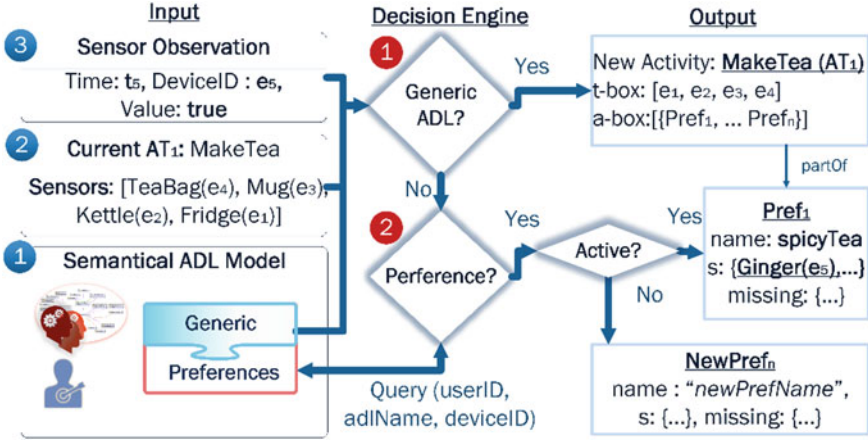 Input
Decision Engine
Output
3
Sensor Observation
Time: t₅, DeviceID : e₅,
Value: true
2
Current AT₁: MakeTea
Sensors: [TeaBag(e₄), Mug(e₃),
Kettle(e₂), Fridge(e₁)]
1
Semantical ADL Model
Generic
Preferences
1
Generic
ADL?
Yes
No
2
Perference?
Yes
Query (userID,
adlName, deviceID)
Active?
Yes
No
New Activity: MakeTea (AT₁)
t-box: [e₁, e₂, e₃, e₄]
a-box:[{Pref₁, ... Prefₙ}]
partOf
Pref₁
name: spicyTea
s: {Ginger(e₅),...}
missing: {...}
NewPrefₙ
name : “newPrefName”,
s: {...}, missing: {...}